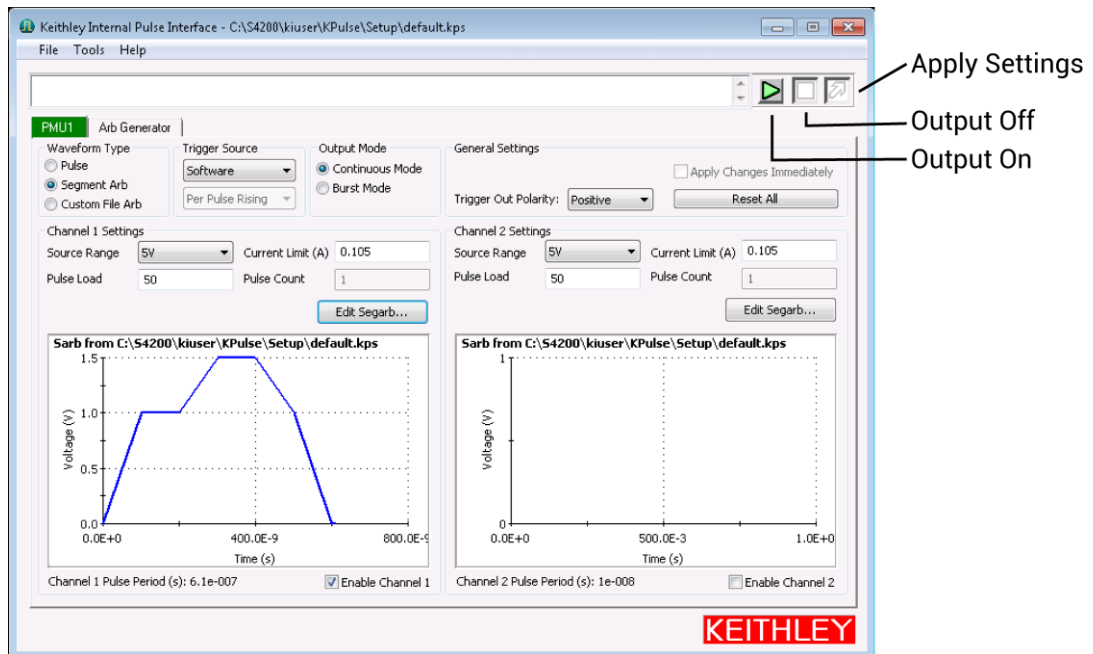 Keithley Internal Pulse Interface - C:\S4200\kiuser\KPulse\Setup\default.kps
File Tools Help
Apply Settings
Output Off
Output On
PMU1 Arb Generator
Waveform Type
Pulse
Segment Arb
Custom File Arb
Trigger Source
Software
Per Pulse Rising
Output Mode
Continuous Mode
Burst Mode
General Settings
Apply Changes Immediately
Trigger Out Polarity: Positive
Reset All
Channel 1 Settings
Source Range 5V Current Limit (A) 0.105
Pulse Load 50 Pulse Count 1
Edit Segarb...
Sarb from C:\S4200\kiuser\KPulse\Setup\default.kps
1.5
1.0
0.5
0.0
Voltage (V)
0.0E+0 400.0E-9 800.0E-9
Time (s)
Channel 1 Pulse Period (s): 6.1e-007 Enable Channel 1
Channel 2 Settings
Source Range 5V Current Limit (A) 0.105
Pulse Load 50 Pulse Count 1
Edit Segarb...
Sarb from C:\S4200\kiuser\KPulse\Setup\default.kps
1
0
Voltage (V)
0.0E+0 500.0E-3 1.0E+0
Time (s)
Channel 2 Pulse Period (s): 1e-008 Enable Channel 2
KEITHLEY